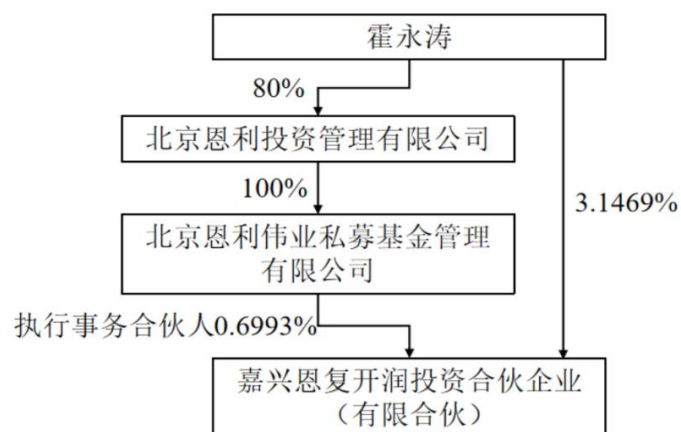 霍永涛
80%
北京恩利投资管理有限公司
100%
3.1469%
北京恩利伟业私募基金管理
有限公司
执行事务合伙人0.6993%
嘉兴恩复开润投资合伙企业
（有限合伙）